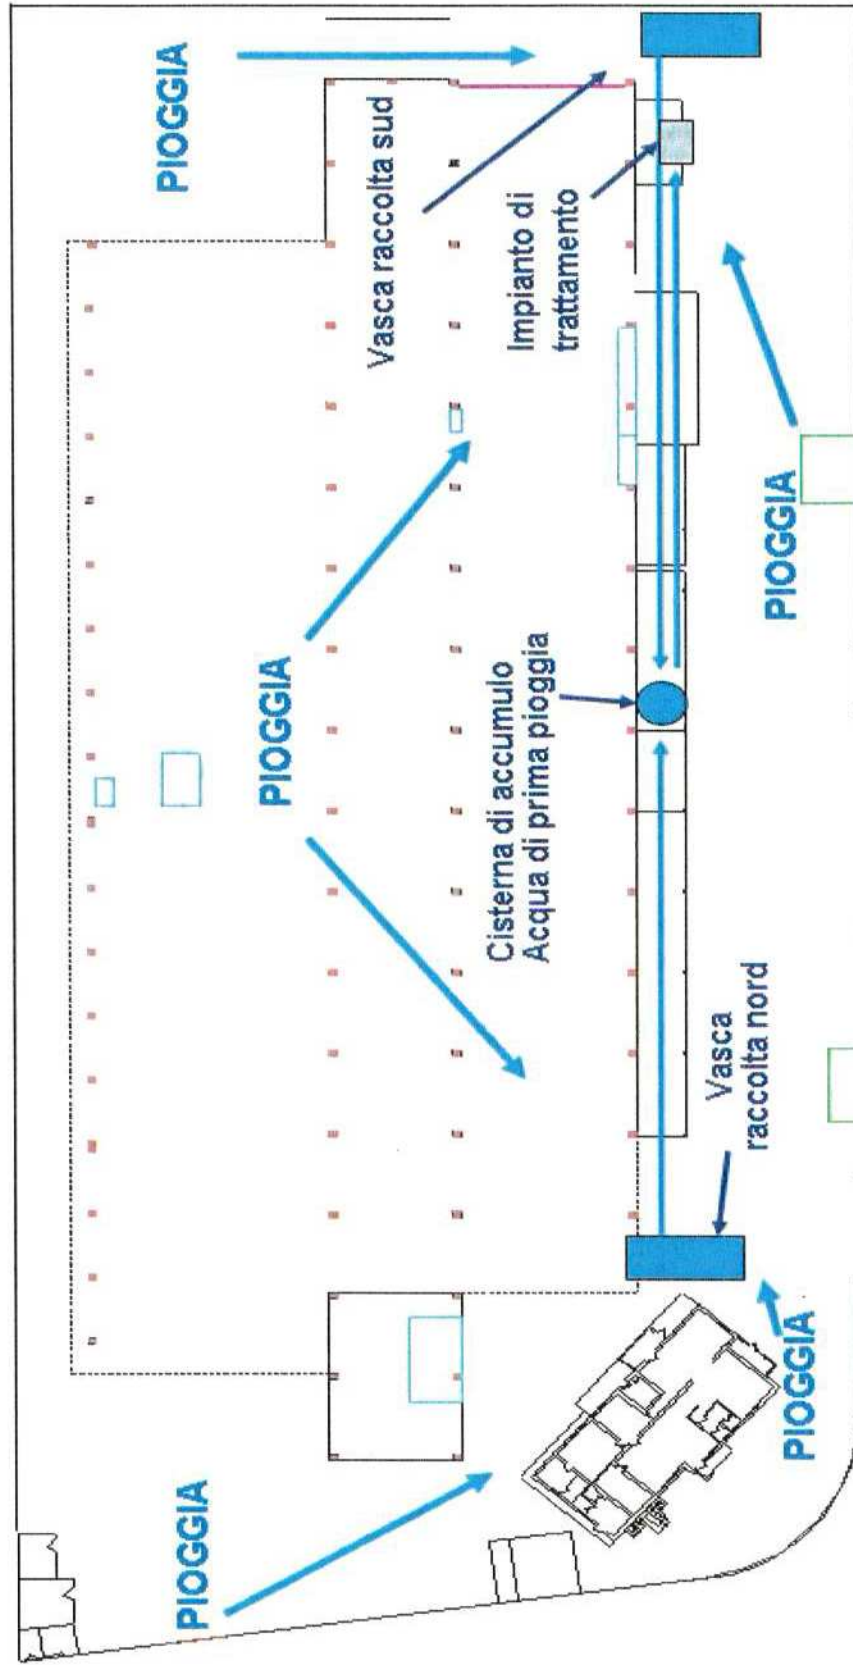 PIOGGIA
Vasca raccolta sud
Impianto di
trattamento
PIOGGIA
PIOGGIA
Cisterna di accumulo
Acqua di prima pioggia
Vasca
raccolta nord
PIOGGIA
PIOGGIA